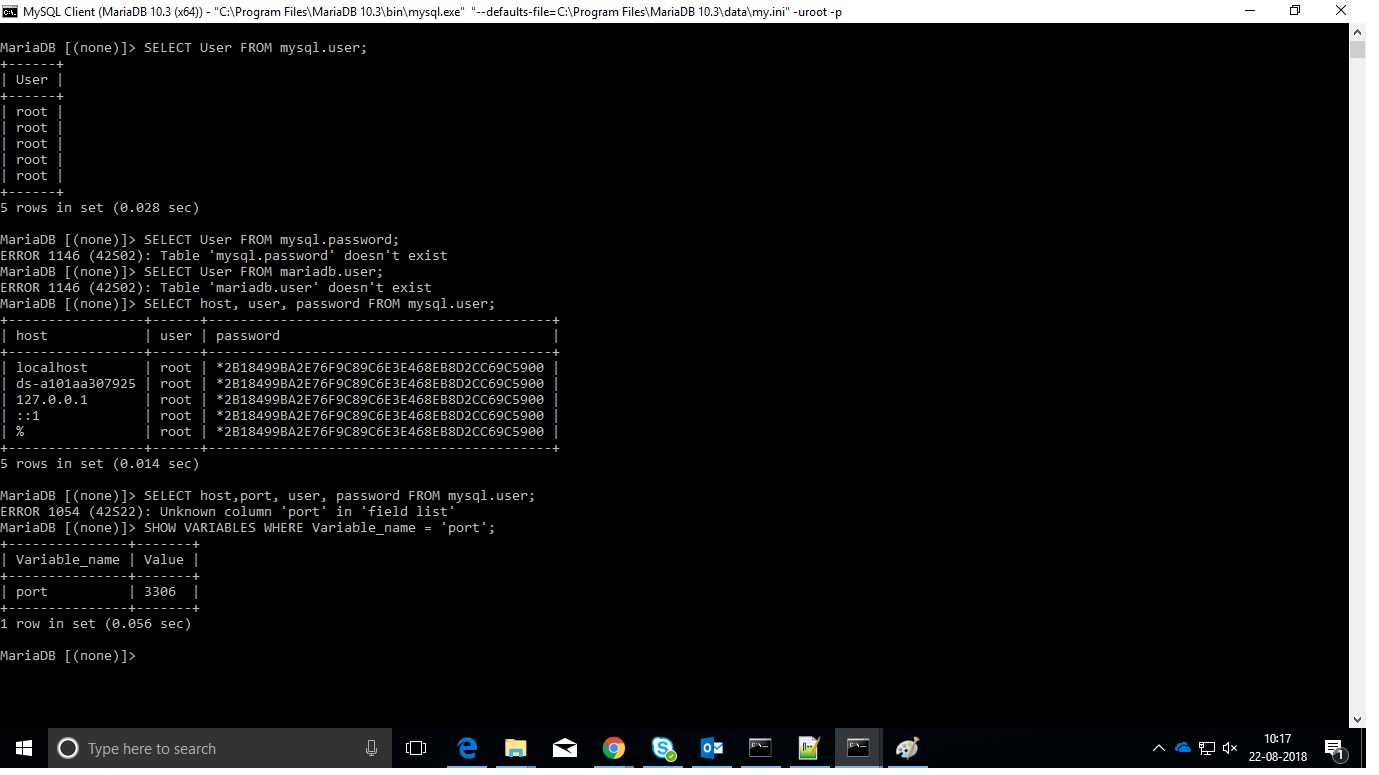 MySQL Client (MariaDB 10.3 (x64)) - "C:\Program Files\MariaDB 10.3\bin\mysql.exe"  "--defaults-file=C:\Program Files\MariaDB 10.3\data\my.ini" -uroot -p
MariaDB [(none)]> SELECT User FROM mysql.user;
+------+
| User |
+------+
| root |
| root |
| root |
| root |
| root |
+------+
5 rows in set (0.028 sec)
MariaDB [(none)]> SELECT User FROM mysql.password;
ERROR 1146 (42S02): Table 'mysql.password' doesn't exist
MariaDB [(none)]> SELECT User FROM mariadb.user;
ERROR 1146 (42S02): Table 'mariadb.user' doesn't exist
MariaDB [(none)]> SELECT host, user, password FROM mysql.user;
+-----------------+------+-------------------------------------------+
| host            | user | password                                  |
+-----------------+------+-------------------------------------------+
| localhost       | root | *2B18499BA2E76F9C89C6E3E468EB8D2CC69C5900 |
| ds-a101aa307925 | root | *2B18499BA2E76F9C89C6E3E468EB8D2CC69C5900 |
| 127.0.0.1       | root | *2B18499BA2E76F9C89C6E3E468EB8D2CC69C5900 |
| ::1             | root | *2B18499BA2E76F9C89C6E3E468EB8D2CC69C5900 |
| %               | root | *2B18499BA2E76F9C89C6E3E468EB8D2CC69C5900 |
+-----------------+------+-------------------------------------------+
5 rows in set (0.014 sec)
MariaDB [(none)]> SELECT host,port, user, password FROM mysql.user;
ERROR 1054 (42S22): Unknown column 'port' in 'field list'
MariaDB [(none)]> SHOW VARIABLES WHERE Variable_name = 'port';
+---------------+-------+
| Variable_name | Value |
+---------------+-------+
| port          | 3306  |
+---------------+-------+
1 row in set (0.056 sec)
MariaDB [(none)]>
Type here to search
10:17
22-08-2018
1